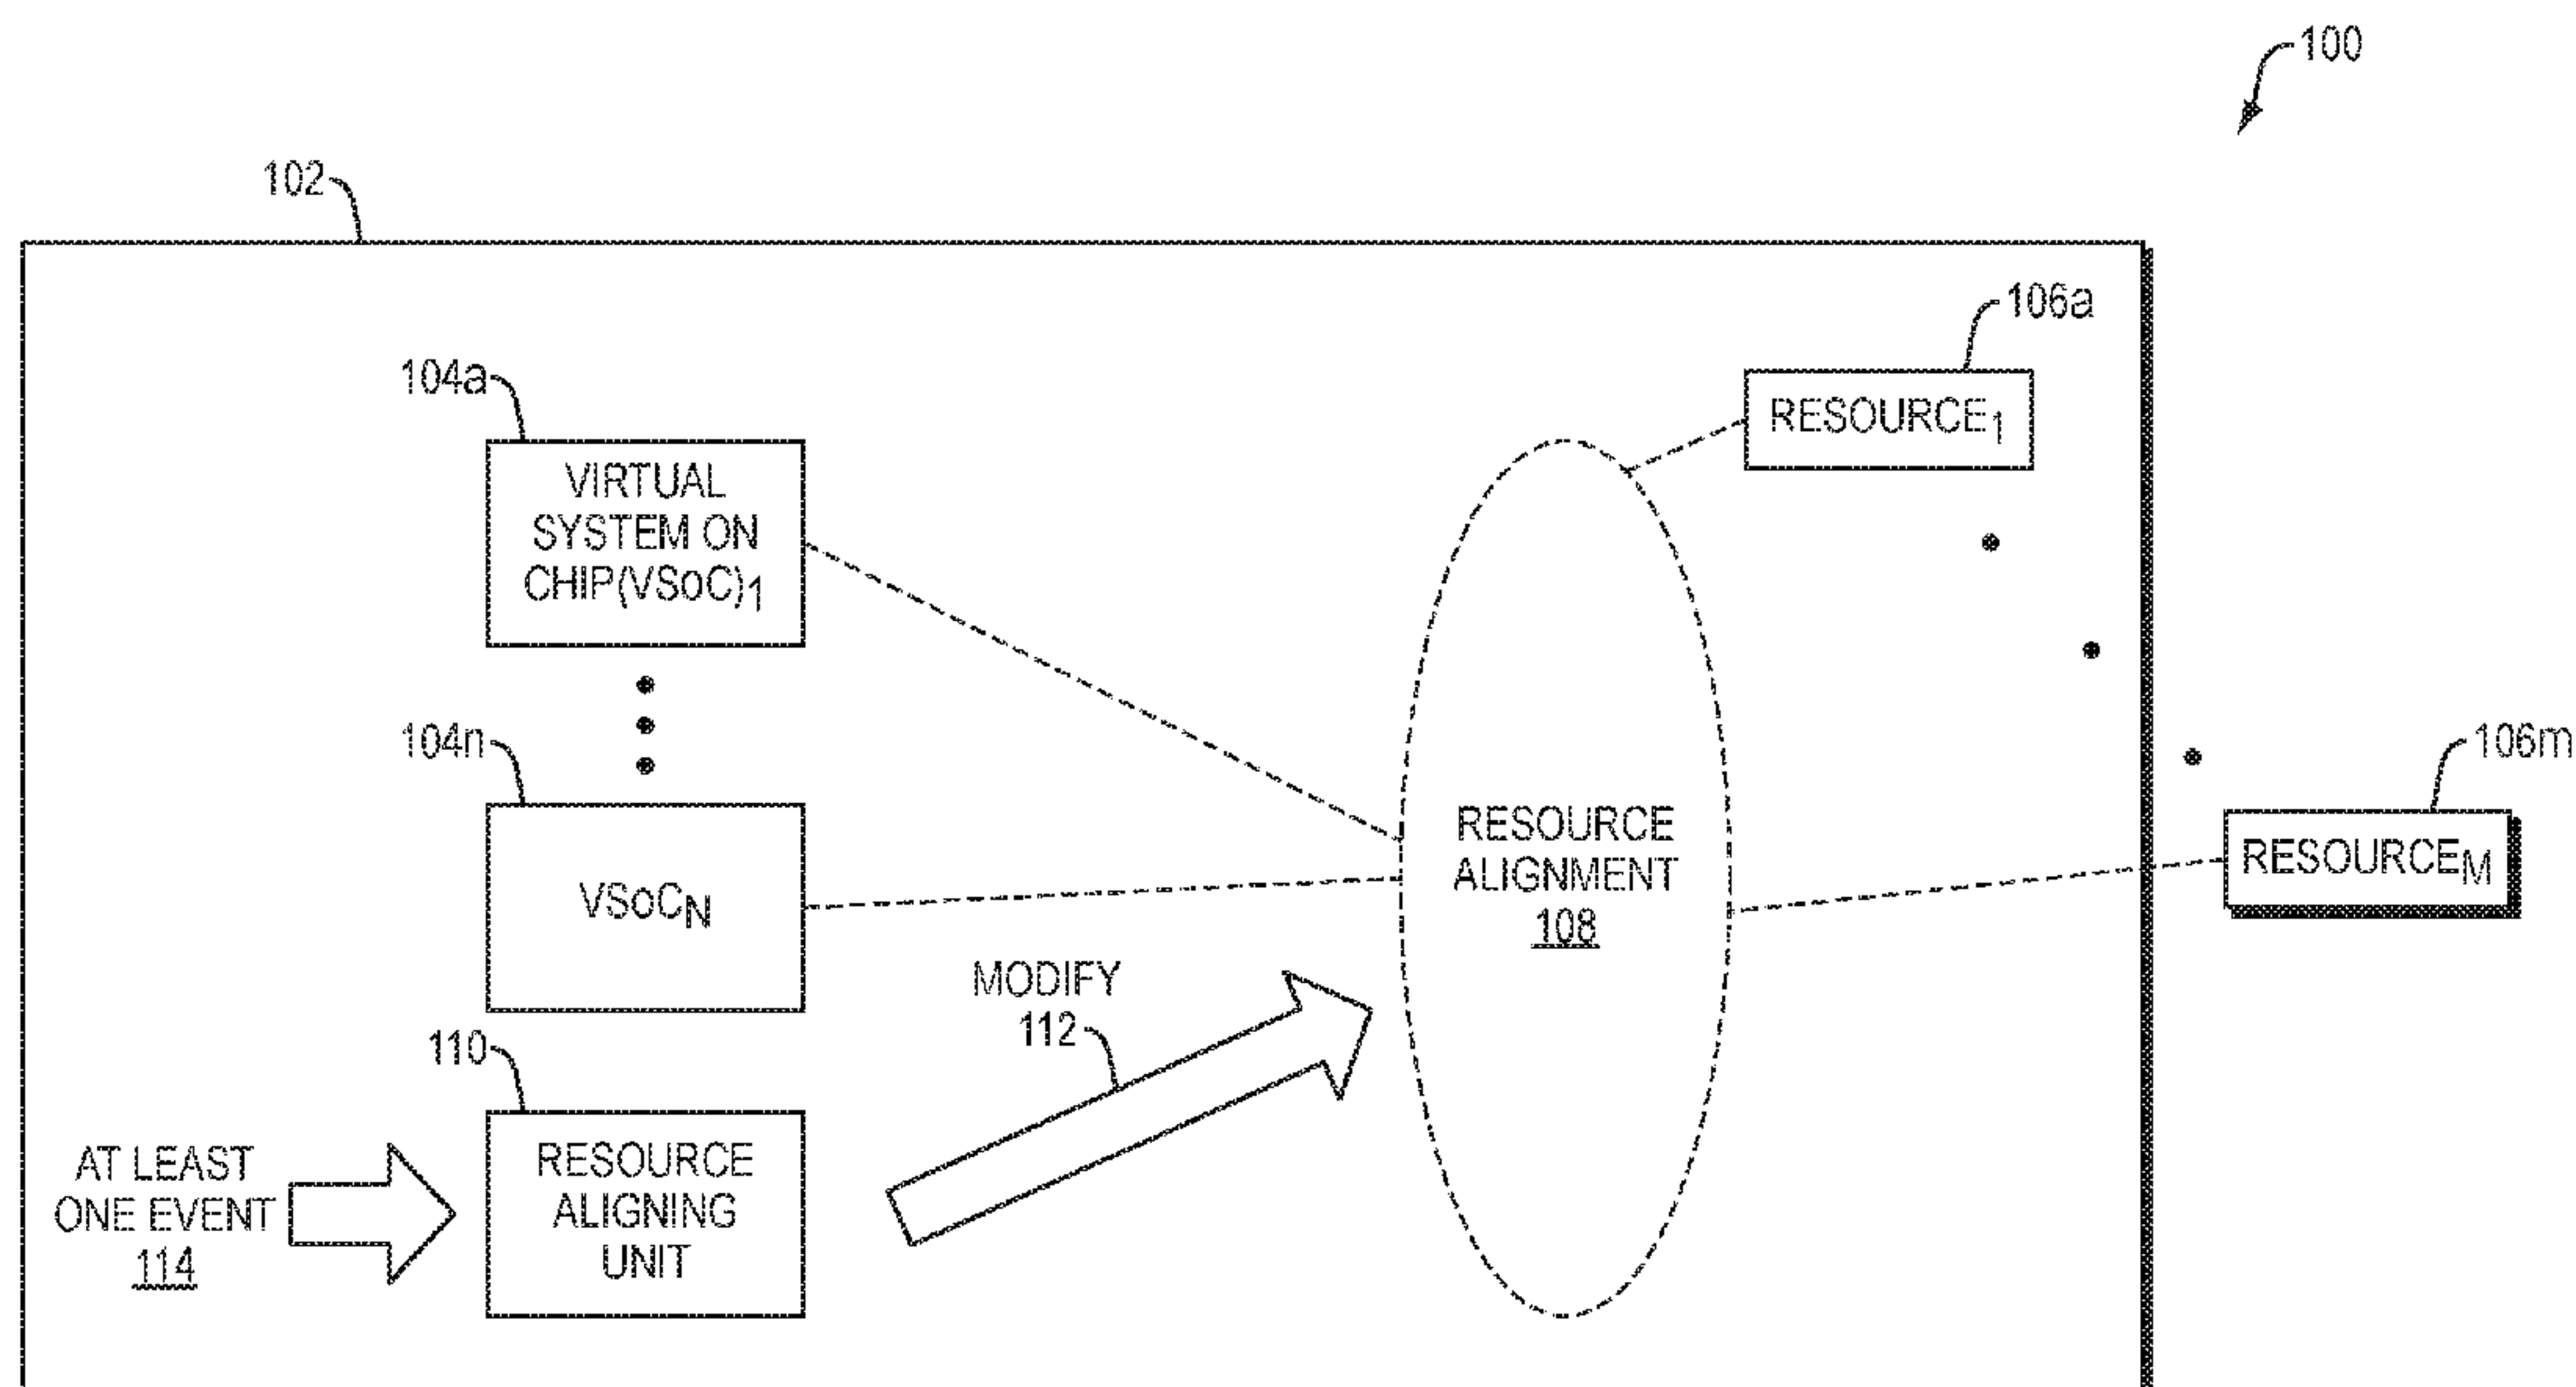 100
102
106a
104a
RESOURCE1
VIRTUAL
SYSTEM ON
CHIP(VSoC)1
104n
106m
RESOURCE
ALIGNMENT
108
RESOURCEM
VSoCN
MODIFY
112
110
AT LEAST
ONE EVENT
114
RESOURCE
ALIGNING
UNIT